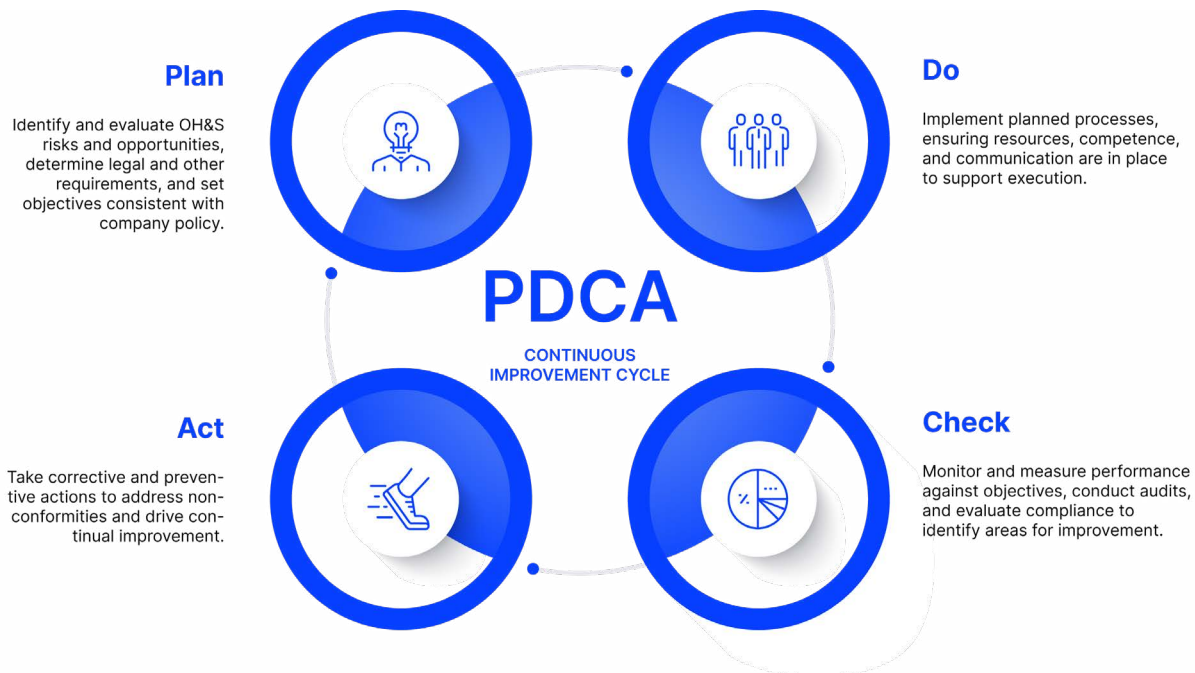 Plan
Identify and evaluate OH&S
risks and opportunities,
determine legal and other
requirements, and set
objectives consistent with
company policy.
Do
Implement planned processes,
ensuring resources, competence,
and communication are in place
to support execution.
PDCA
CONTINUOUS
IMPROVEMENT CYCLE
Act
Take corrective and preven-
tive actions to address non-
conformities and drive con-
tinual improvement.
Check
Monitor and measure performance
against objectives, conduct audits,
and evaluate compliance to
identify areas for improvement.
%